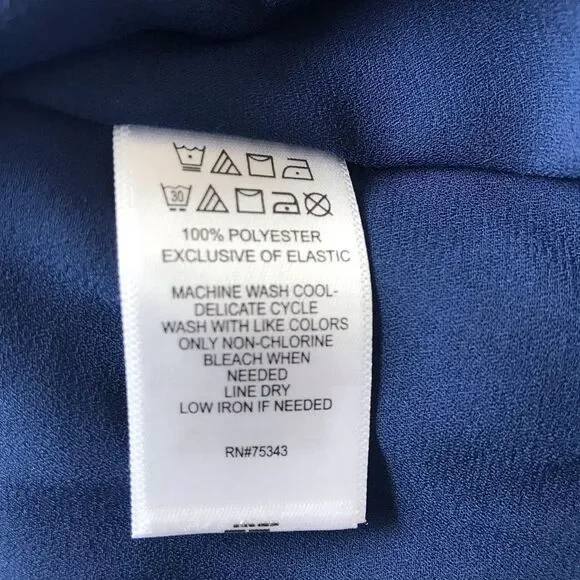 30
100% POLYESTER
EXCLUSIVE OF ELASTIC
MACHINE WASH COOL-
DELICATE CYCLE
WASH WITH LIKE COLORS
ONLY NON-CHLORINE
BLEACH WHEN
NEEDED
LINE DRY
LOW IRON IF NEEDED
RN#75343